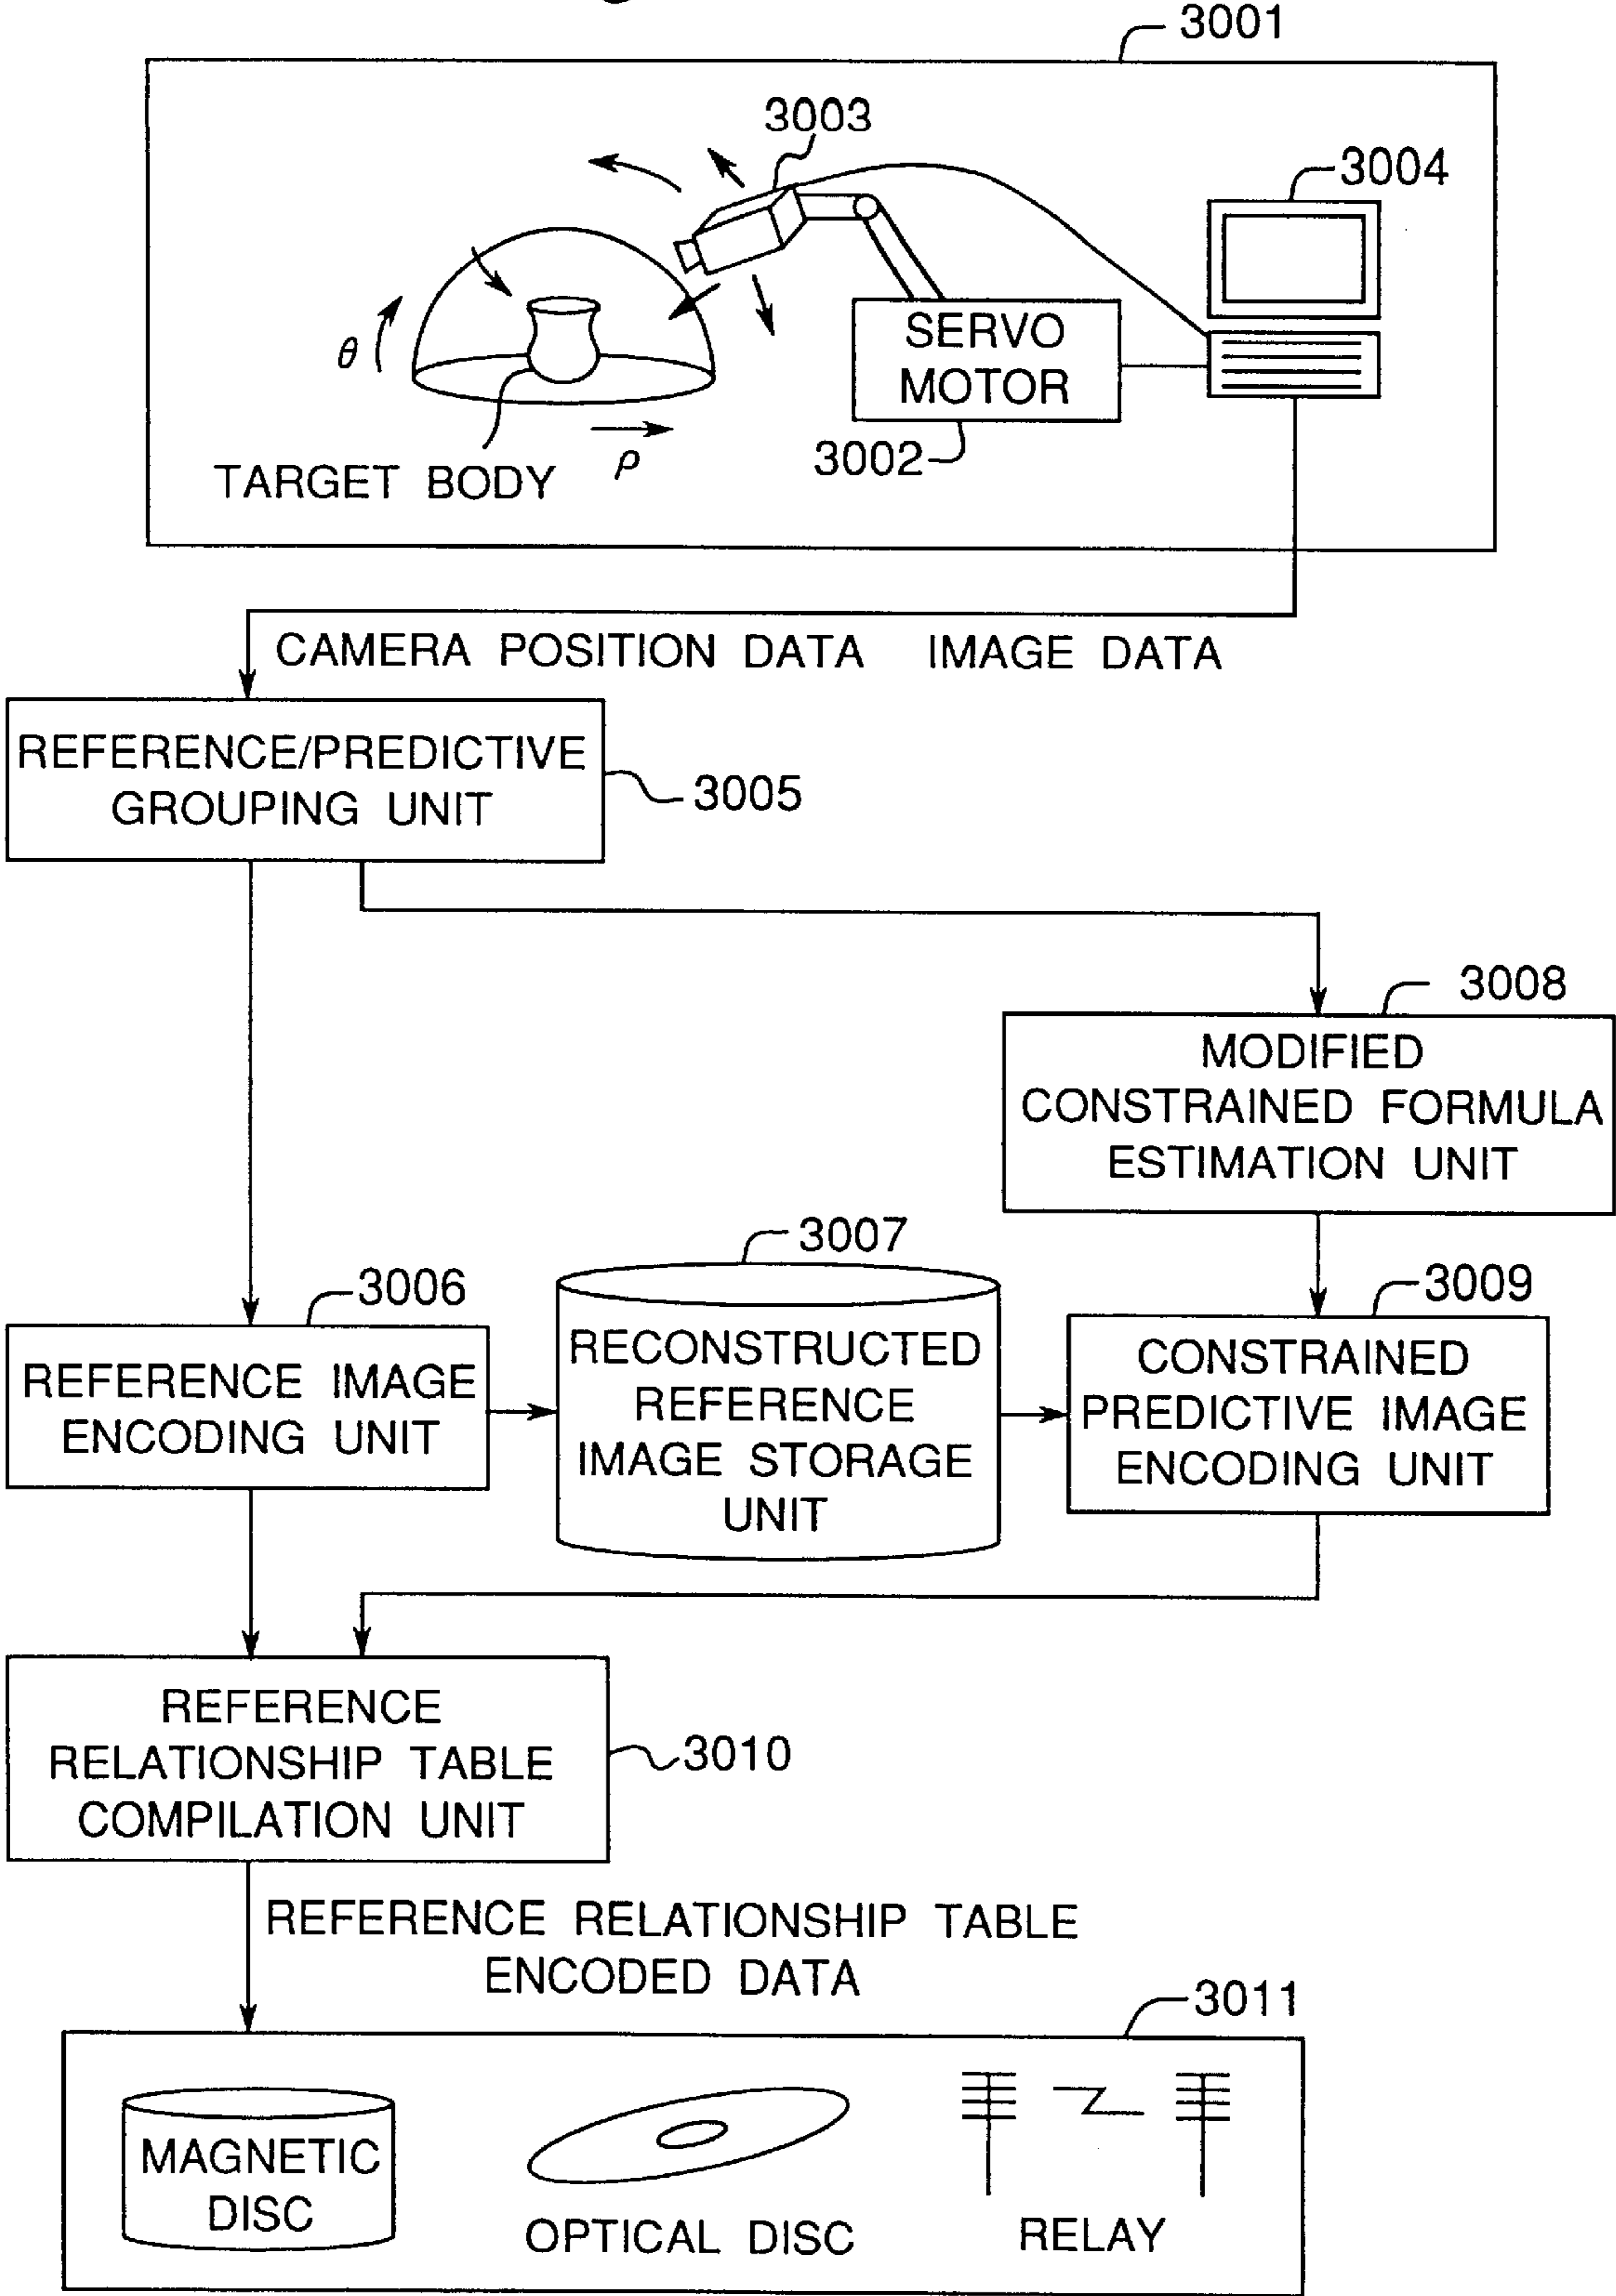 3001
3003
3004
θ
SERVO
MOTOR
3002
TARGET BODY
ρ
CAMERA POSITION DATA IMAGE DATA
REFERENCE/PREDICTIVE
GROUPING UNIT
3005
3008
MODIFIED
CONSTRAINED FORMULA
ESTIMATION UNIT
3006
REFERENCE IMAGE
ENCODING UNIT
3007
RECONSTRUCTED
REFERENCE
IMAGE STORAGE
UNIT
3009
CONSTRAINED
PREDICTIVE IMAGE
ENCODING UNIT
REFERENCE
RELATIONSHIP TABLE
COMPILATION UNIT
3010
REFERENCE RELATIONSHIP TABLE
ENCODED DATA
3011
MAGNETIC
DISC
OPTICAL DISC
RELAY